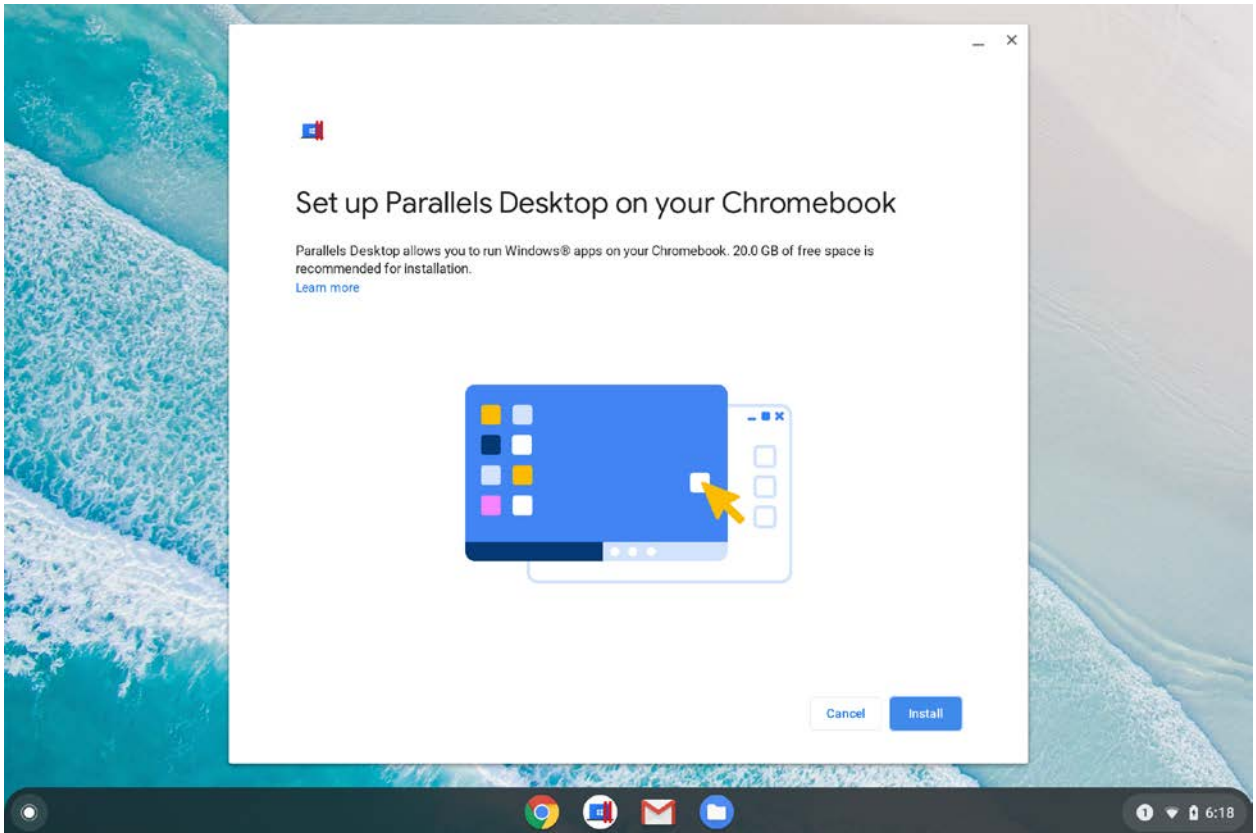 Set up Parallels Desktop on your Chromebook
Parallels Desktop allows you to run Windows® apps on your Chromebook. 20.0 GB of free space is
recommended for installation.
Learn more
Cancel
Install
1
6:18